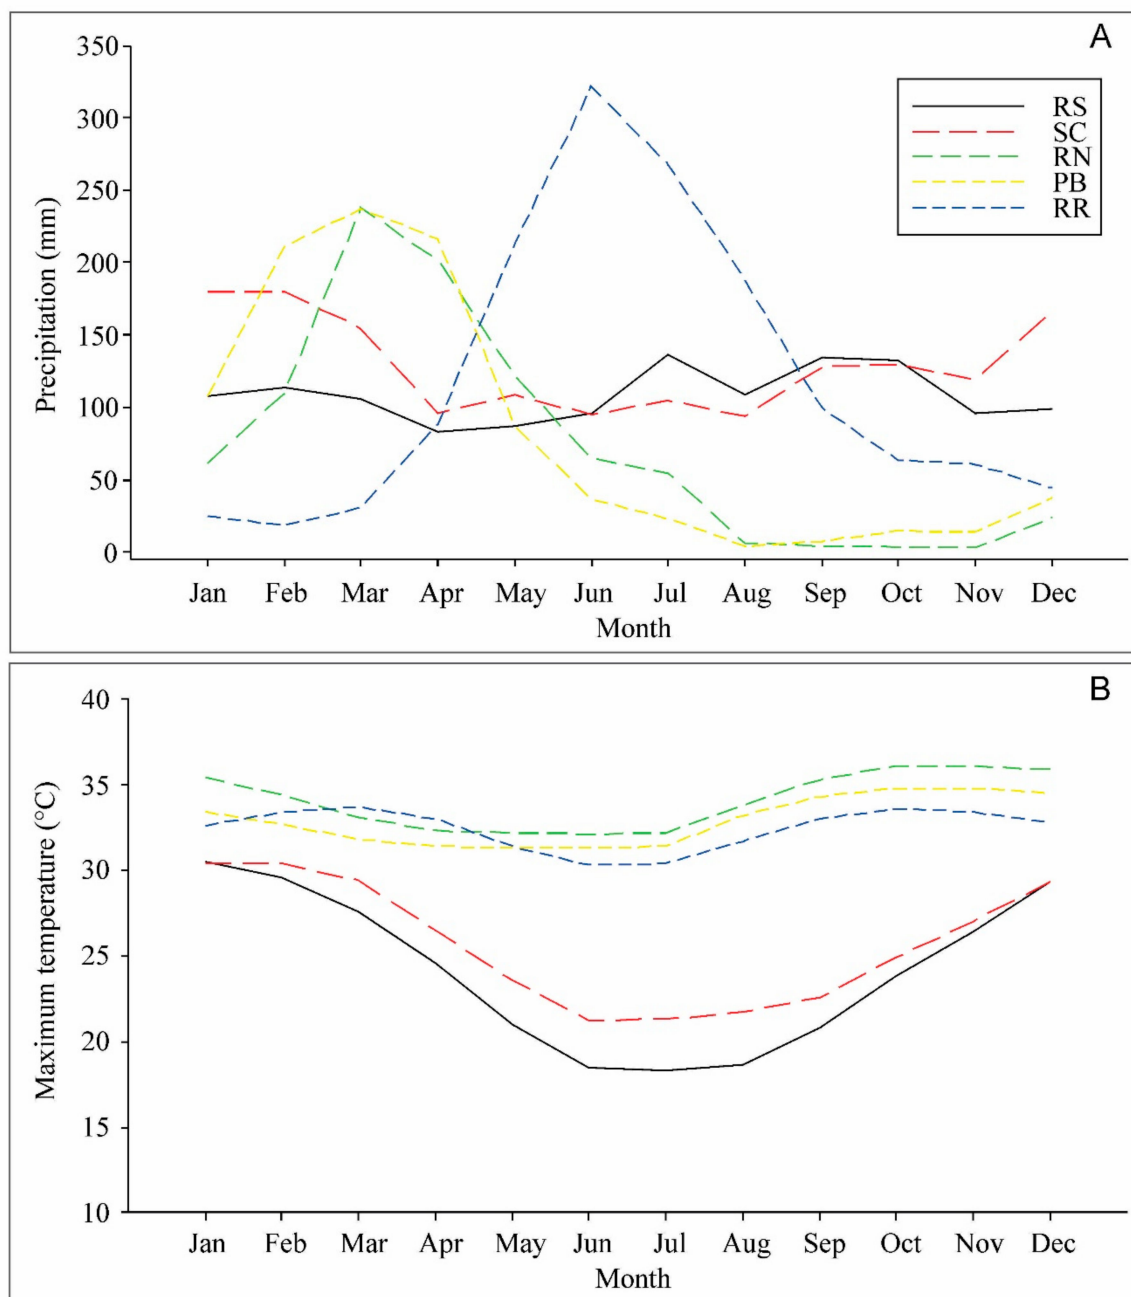 A
350
300
250
200
150
100
50
0
Precipitation (mm)
RS
SC
RN
PB
RR
Jan Feb Mar Apr May Jun Jul Aug Sep Oct Nov Dec
Month
B
40
35
30
25
20
15
10
Maximum temperature (°C)
Jan Feb Mar Apr May Jun Jul Aug Sep Oct Nov Dec
Month